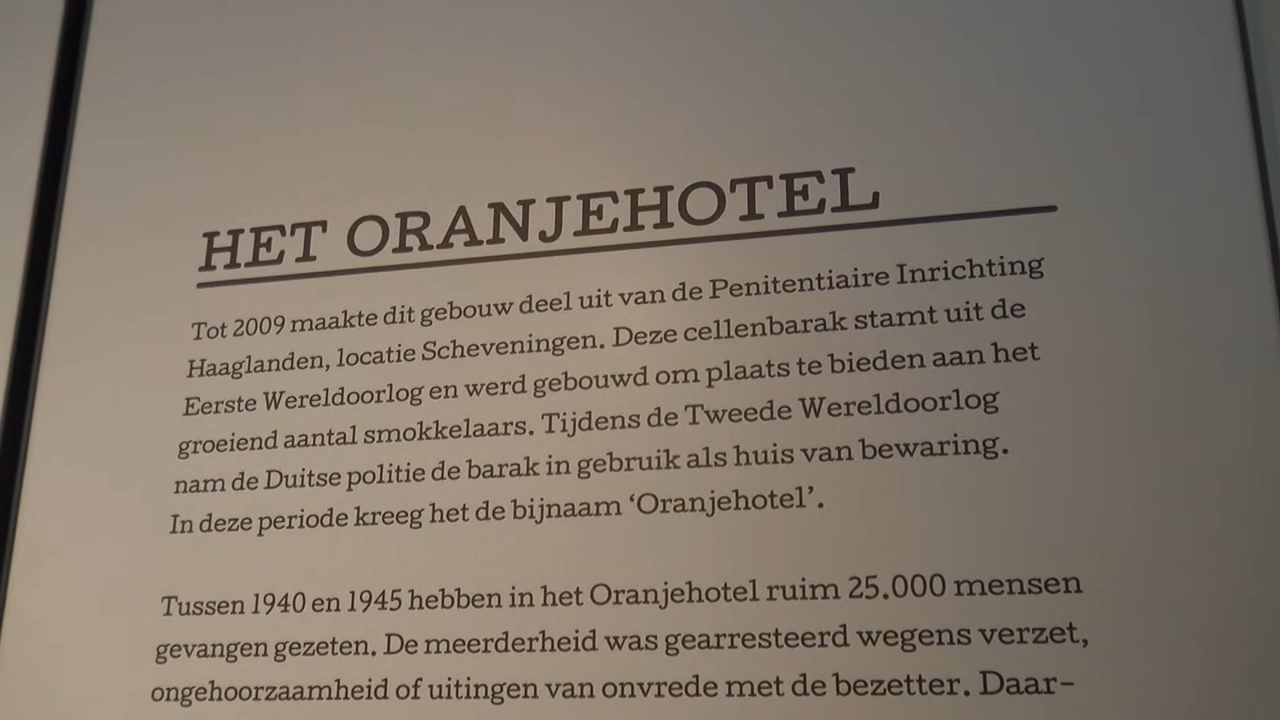 HET ORANJEHOTEL
Tot 2009 maakte dit gebouw deel uit van de Penitentiaire Inrichting
Haaglanden, locatie Scheveningen. Deze cellenbarak stamt uit de
Eerste Wereldoorlog en werd gebouwd om plaats te bieden aan het
groeiend aantal smokkelaars. Tijdens de Tweede Wereldoorlog
nam de Duitse politie de barak in gebruik als huis van bewaring.
In deze periode kreeg het de bijnaam ‘Oranjehotel’.
Tussen 1940 en 1945 hebben in het Oranjehotel ruim 25.000 mensen
gevangen gezeten. De meerderheid was gearresteerd wegens verzet,
ongehoorzaamheid of uitingen van onvrede met de bezetter. Daar-